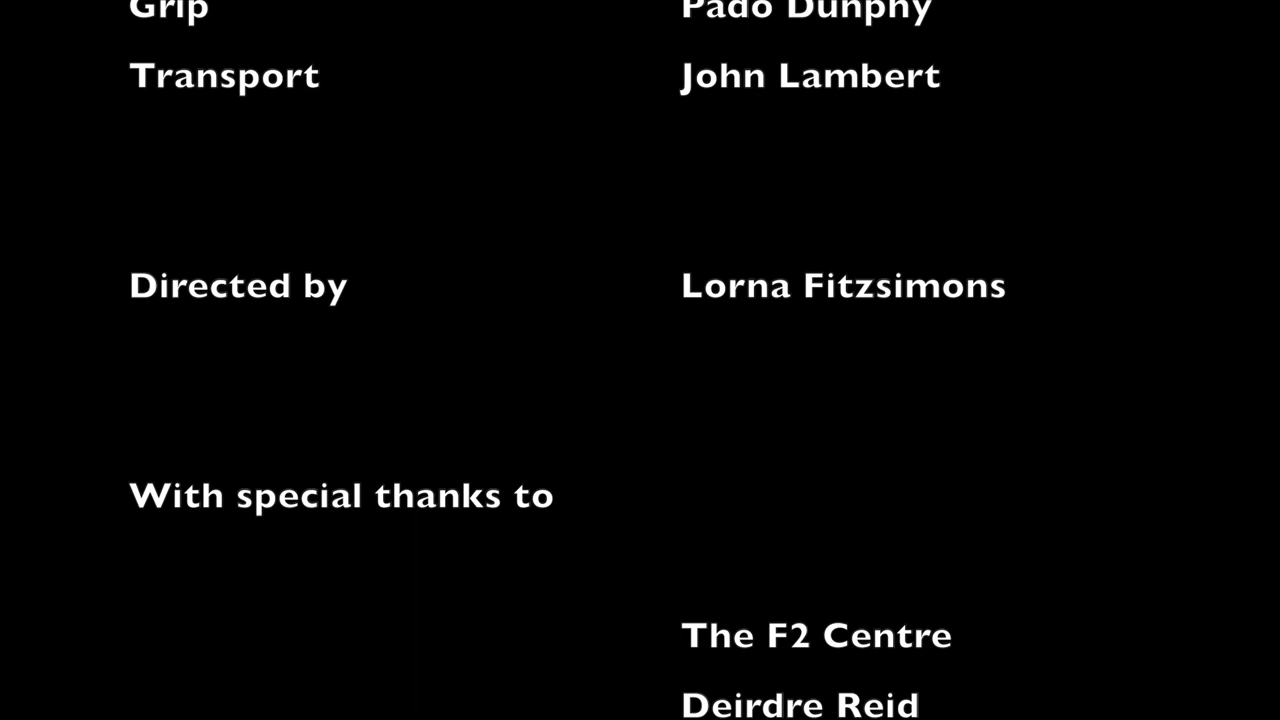 Grip Pado Dunphy
Transport John Lambert
Directed by Lorna Fitzsimons
With special thanks to
The F2 Centre
Deirdre Reid